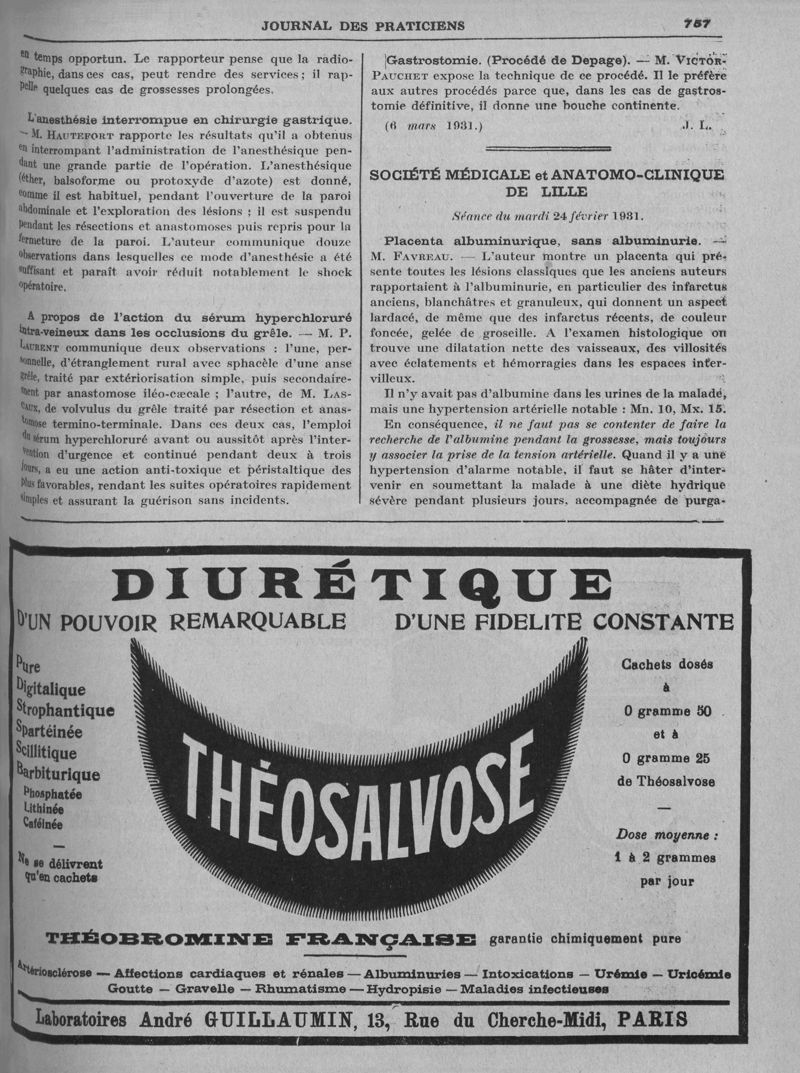 JOURNAL DES PRATICIENS 757
en temps opportun. Le rapporteur pense que la radio-
graphie, dans ces cas, peut rendre des services ; il rap-
pelle quelques cas de grossesses prolongées.
L'anesthésie interrompue en chirurgie gastrique.
— M. HAUTEFORT rapporte les résultats qu'il a obtenus
en interrompant l'administration de l'anesthésique pen-
dant une grande partie de l'opération. L'anesthésique
(éther, balsoforme ou protoxyde d'azote) est donné,
comme il est habituel, pendant l'ouverture de la paroi
abdominale et l'exploration des lésions ; il est suspendu
pendant les résections et anastomoses puis repris pour la
fermeture de la paroi. L'auteur communique douze
observations dans lesquelles ce mode d'anesthésie a été
suffisant et paraît avoir réduit notablement le shock
opératoire.
A propos de l'action du sérum hyperchloruré
intra-veineux dans les occlusions du grêle. — M. P.
LAURENT communique deux observations : l'une, per-
sonnelle, d'étranglement rural avec sphacèle d'une anse
grêle, traité par extériorisation simple, puis secondaire-
ment par anastomose iléo-cæcale ; l'autre, de M. LAS-
CAUX, de volvulus du grêle traité par résection et anas-
tomose termino-terminale. Dans ces deux cas, l'emploi
du sérum hyperchloruré avant ou aussitôt après l'inter-
vention d'urgence et continué pendant deux à trois
jours, a eu une action anti-toxique et péristaltique des
plus favorables, rendant les suites opératoires rapidement
simples et assurant la guérison sans incidents.
Gastrostomie. (Procédé de Depage). — M. VICTOR-
PAUCHET expose la technique de ce procédé. Il le préfère
aux autres procédés parce que, dans les cas de gastros-
tomie définitive, il donne une bouche continente.
(6 mars 1931.) J. L.
SOCIÉTÉ MÉDICALE et ANATOMO-CLINIQUE
DE LILLE
Séance du mardi 24 février 1931.
Placenta albuminurique, sans albuminurie. —
M. FAVREAU. — L'auteur montre un placenta qui pré-
sente toutes les lésions classiques que les anciens auteurs
rapportaient à l'albuminurie, en particulier des infarctus
anciens, blanchâtres et granuleux, qui donnent un aspect
lardacé, de même que des infarctus récents, de couleur
foncée, gelée de groseille. A l'examen histologique on
trouve une dilatation nette des vaisseaux, des villosités
avec éclatements et hémorragies dans les espaces inter-
villeux.
Il n'y avait pas d'albumine dans les urines de la malade,
mais une hypertension artérielle notable : Mn. 10, Mx. 15.
En conséquence, il ne faut pas se contenter de faire la
recherche de l'albumine pendant la grossesse, mais toujours
y associer la prise de la tension artérielle. Quand il y a une
hypertension d'alarme notable, il faut se hâter d'inter-
venir en soumettant la malade à une diète hydrique
sévère pendant plusieurs jours, accompagnée de purga-
DIURÉTIQUE
D'UN POUVOIR REMARQUABLE D'UNE FIDELITE CONSTANTE
Pure
Digitalique
Strophantique
Spartéinée
Scillitique
Barbiturique
Phosphatée
Lithinée
Caféinée
—
Ne se délivrent
qu'en cachets
THÉOSALVOSE
Cachets dosés
à
0 gramme 50
et à
0 gramme 25
de Théosalvose
—
Dose moyenne :
1 à 2 grammes
par jour
THÉOBROMINE FRANÇAISE garantie chimiquement pure
Artériosclérose — Affections cardiaques et rénales — Albuminuries — Intoxications — Urémie — Uricémie
Goutte — Gravelle — Rhumatisme — Hydropisie — Maladies infectieuses
Laboratoires André GUILLAUMIN, 13, Rue du Cherche-Midi, PARIS